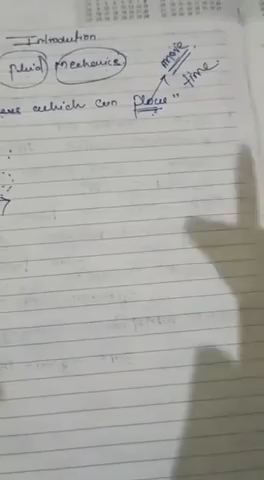 Introduction
fluid mechanics
which can flow"
move
time